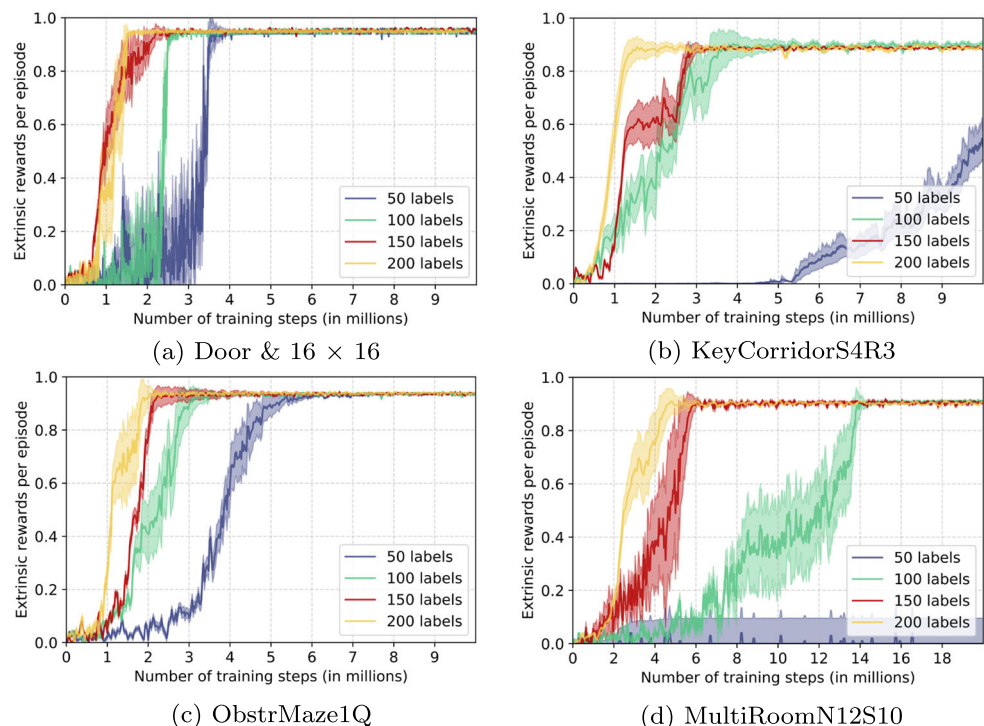 Extrinsic rewards per episode
1.0
0.8
0.6
0.4
0.2
0.0
0 1 2 3 4 5 6 7 8 9
Number of training steps (in millions)
50 labels
100 labels
150 labels
200 labels
(a) Door & 16 × 16
Extrinsic rewards per episode
1.0
0.8
0.6
0.4
0.2
0.0
0 1 2 3 4 5 6 7 8 9
Number of training steps (in millions)
50 labels
100 labels
150 labels
200 labels
(b) KeyCorridorS4R3
Extrinsic rewards per episode
1.0
0.8
0.6
0.4
0.2
0.0
0 1 2 3 4 5 6 7 8 9
Number of training steps (in millions)
50 labels
100 labels
150 labels
200 labels
(c) ObstrMaze1Q
Extrinsic rewards per episode
1.0
0.8
0.6
0.4
0.2
0.0
0 2 4 6 8 10 12 14 16 18
Number of training steps (in millions)
50 labels
100 labels
150 labels
200 labels
(d) MultiRoomN12S10